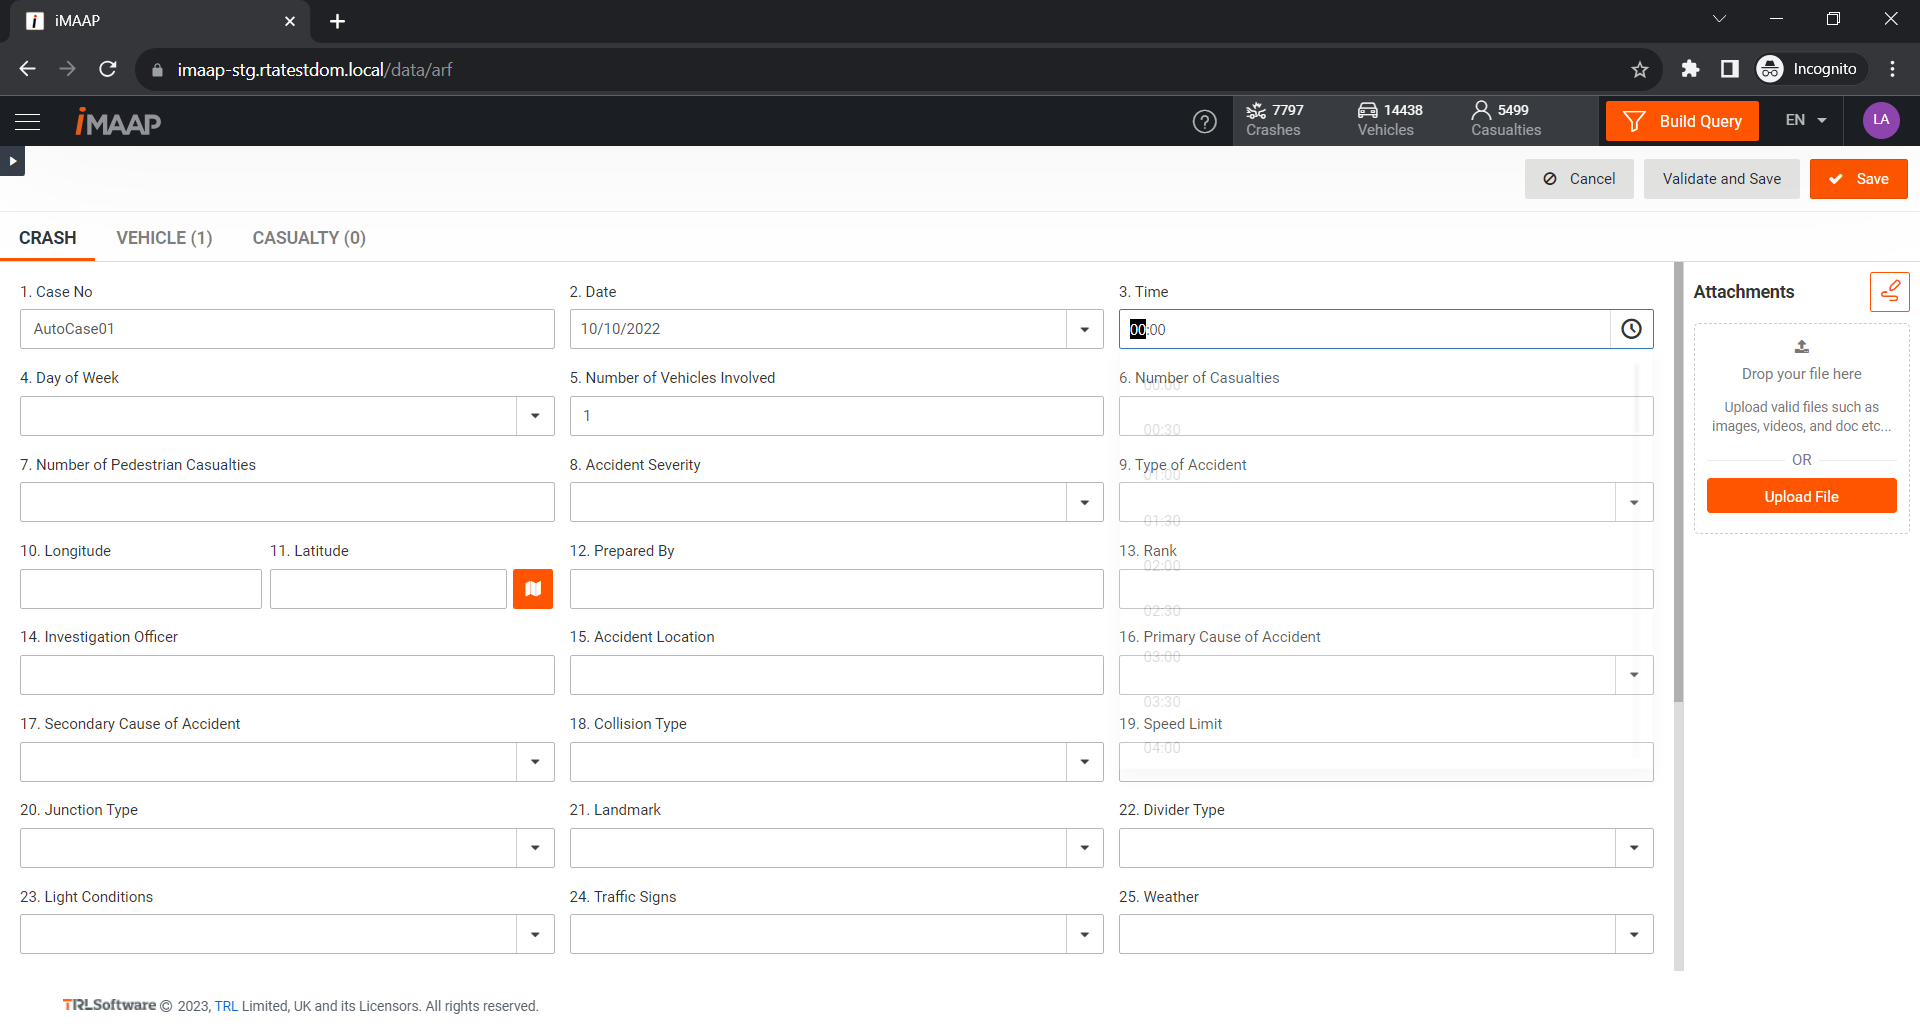 iMAAP
imaap-stg.rtatestdom.local/data/arf
Incognito
iMAAP
7797
Crashes
14438
Vehicles
5499
Casualties
Build Query
EN
LA
Cancel
Validate and Save
Save
CRASH
VEHICLE (1)
CASUALTY (0)
1. Case No
2. Date
3. Time
AutoCase01
10/10/2022
00:00
4. Day of Week
5. Number of Vehicles Involved
6. Number of Casualties
00:00
1
00:30
7. Number of Pedestrian Casualties
8. Accident Severity
9. Type of Accident
01:00
01:30
10. Longitude
11. Latitude
12. Prepared By
13. Rank
02:00
02:30
14. Investigation Officer
15. Accident Location
16. Primary Cause of Accident
03:00
03:30
17. Secondary Cause of Accident
18. Collision Type
19. Speed Limit
04:00
20. Junction Type
21. Landmark
22. Divider Type
23. Light Conditions
24. Traffic Signs
25. Weather
Attachments
Drop your file here
Upload valid files such as
images, videos, and doc etc...
OR
Upload File
TRLSoftware © 2023, TRL Limited, UK and its Licensors. All rights reserved.